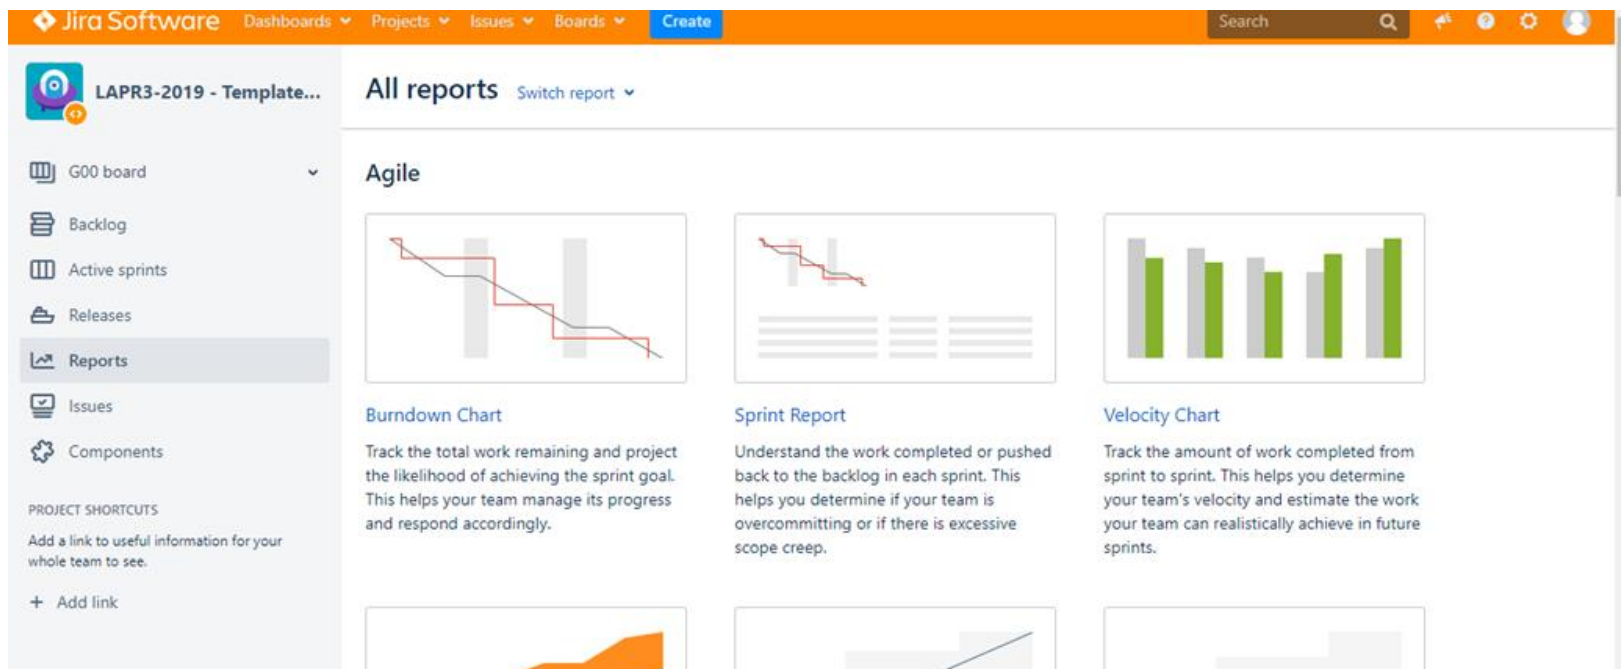 Jira Software Dashboards Projects Issues Boards Create Search
LAPR3-2019 - Template...
All reports Switch report
G00 board
Backlog
Active sprints
Releases
Reports
Issues
Components
PROJECT SHORTCUTS
Add a link to useful information for your
whole team to see.
+ Add link
Agile
Burndown Chart
Track the total work remaining and project
the likelihood of achieving the sprint goal.
This helps your team manage its progress
and respond accordingly.
Sprint Report
Understand the work completed or pushed
back to the backlog in each sprint. This
helps you determine if your team is
overcommitting or if there is excessive
scope creep.
Velocity Chart
Track the amount of work completed from
sprint to sprint. This helps you determine
your team's velocity and estimate the work
your team can realistically achieve in future
sprints.